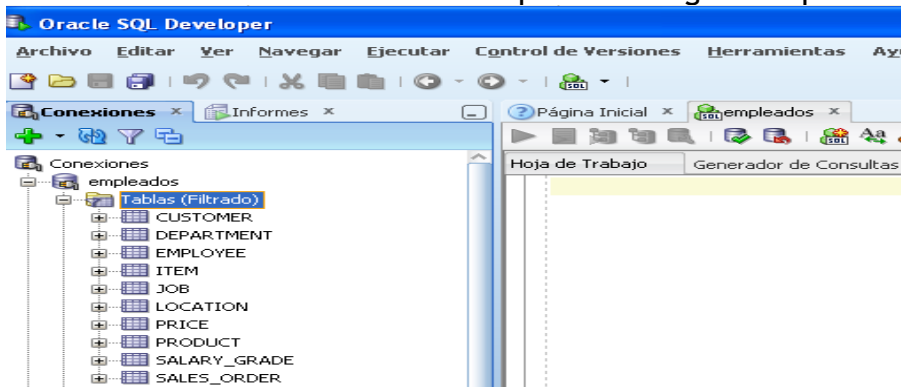 Oracle SQL Developer
Archivo Editar Ver Navegar Ejecutar Control de Versiones Herramientas
Conexiones Informes Página Inicial empleados
Hoja de Trabajo Generador de Consultas
Conexiones
empleados
Tablas (Filtrado)
CUSTOMER
DEPARTMENT
EMPLOYEE
ITEM
JOB
LOCATION
PRICE
PRODUCT
SALARY_GRADE
SALES_ORDER